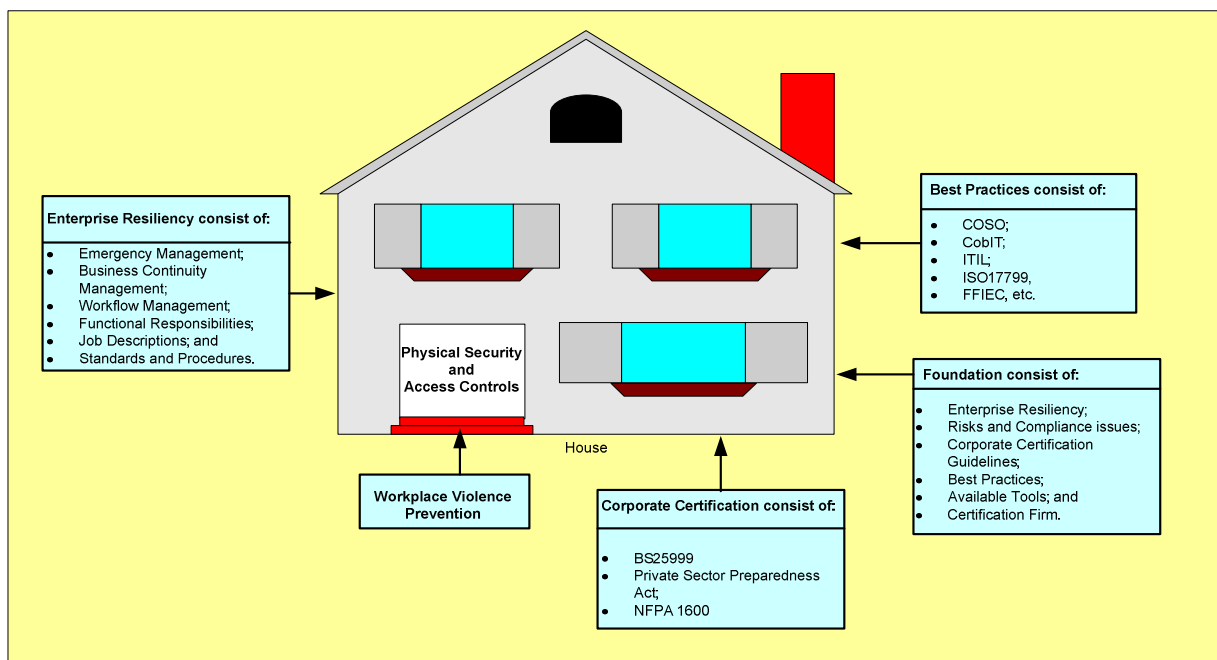 Enterprise Resiliency consist of:
• Emergency Management;
• Business Continuity
Management;
• Workflow Management;
• Functional Responsibilities;
• Job Descriptions; and
• Standards and Procedures.
Physical Security
and
Access Controls
House
Workplace Violence
Prevention
Corporate Certification consist of:
• BS25999
• Private Sector Preparedness
Act;
• NFPA 1600
Best Practices consist of:
• COSO;
• CobIT;
• ITIL;
• ISO17799,
• FFIEC, etc.
Foundation consist of:
• Enterprise Resiliency;
• Risks and Compliance issues;
• Corporate Certification
Guidelines;
• Best Practices;
• Available Tools; and
• Certification Firm.